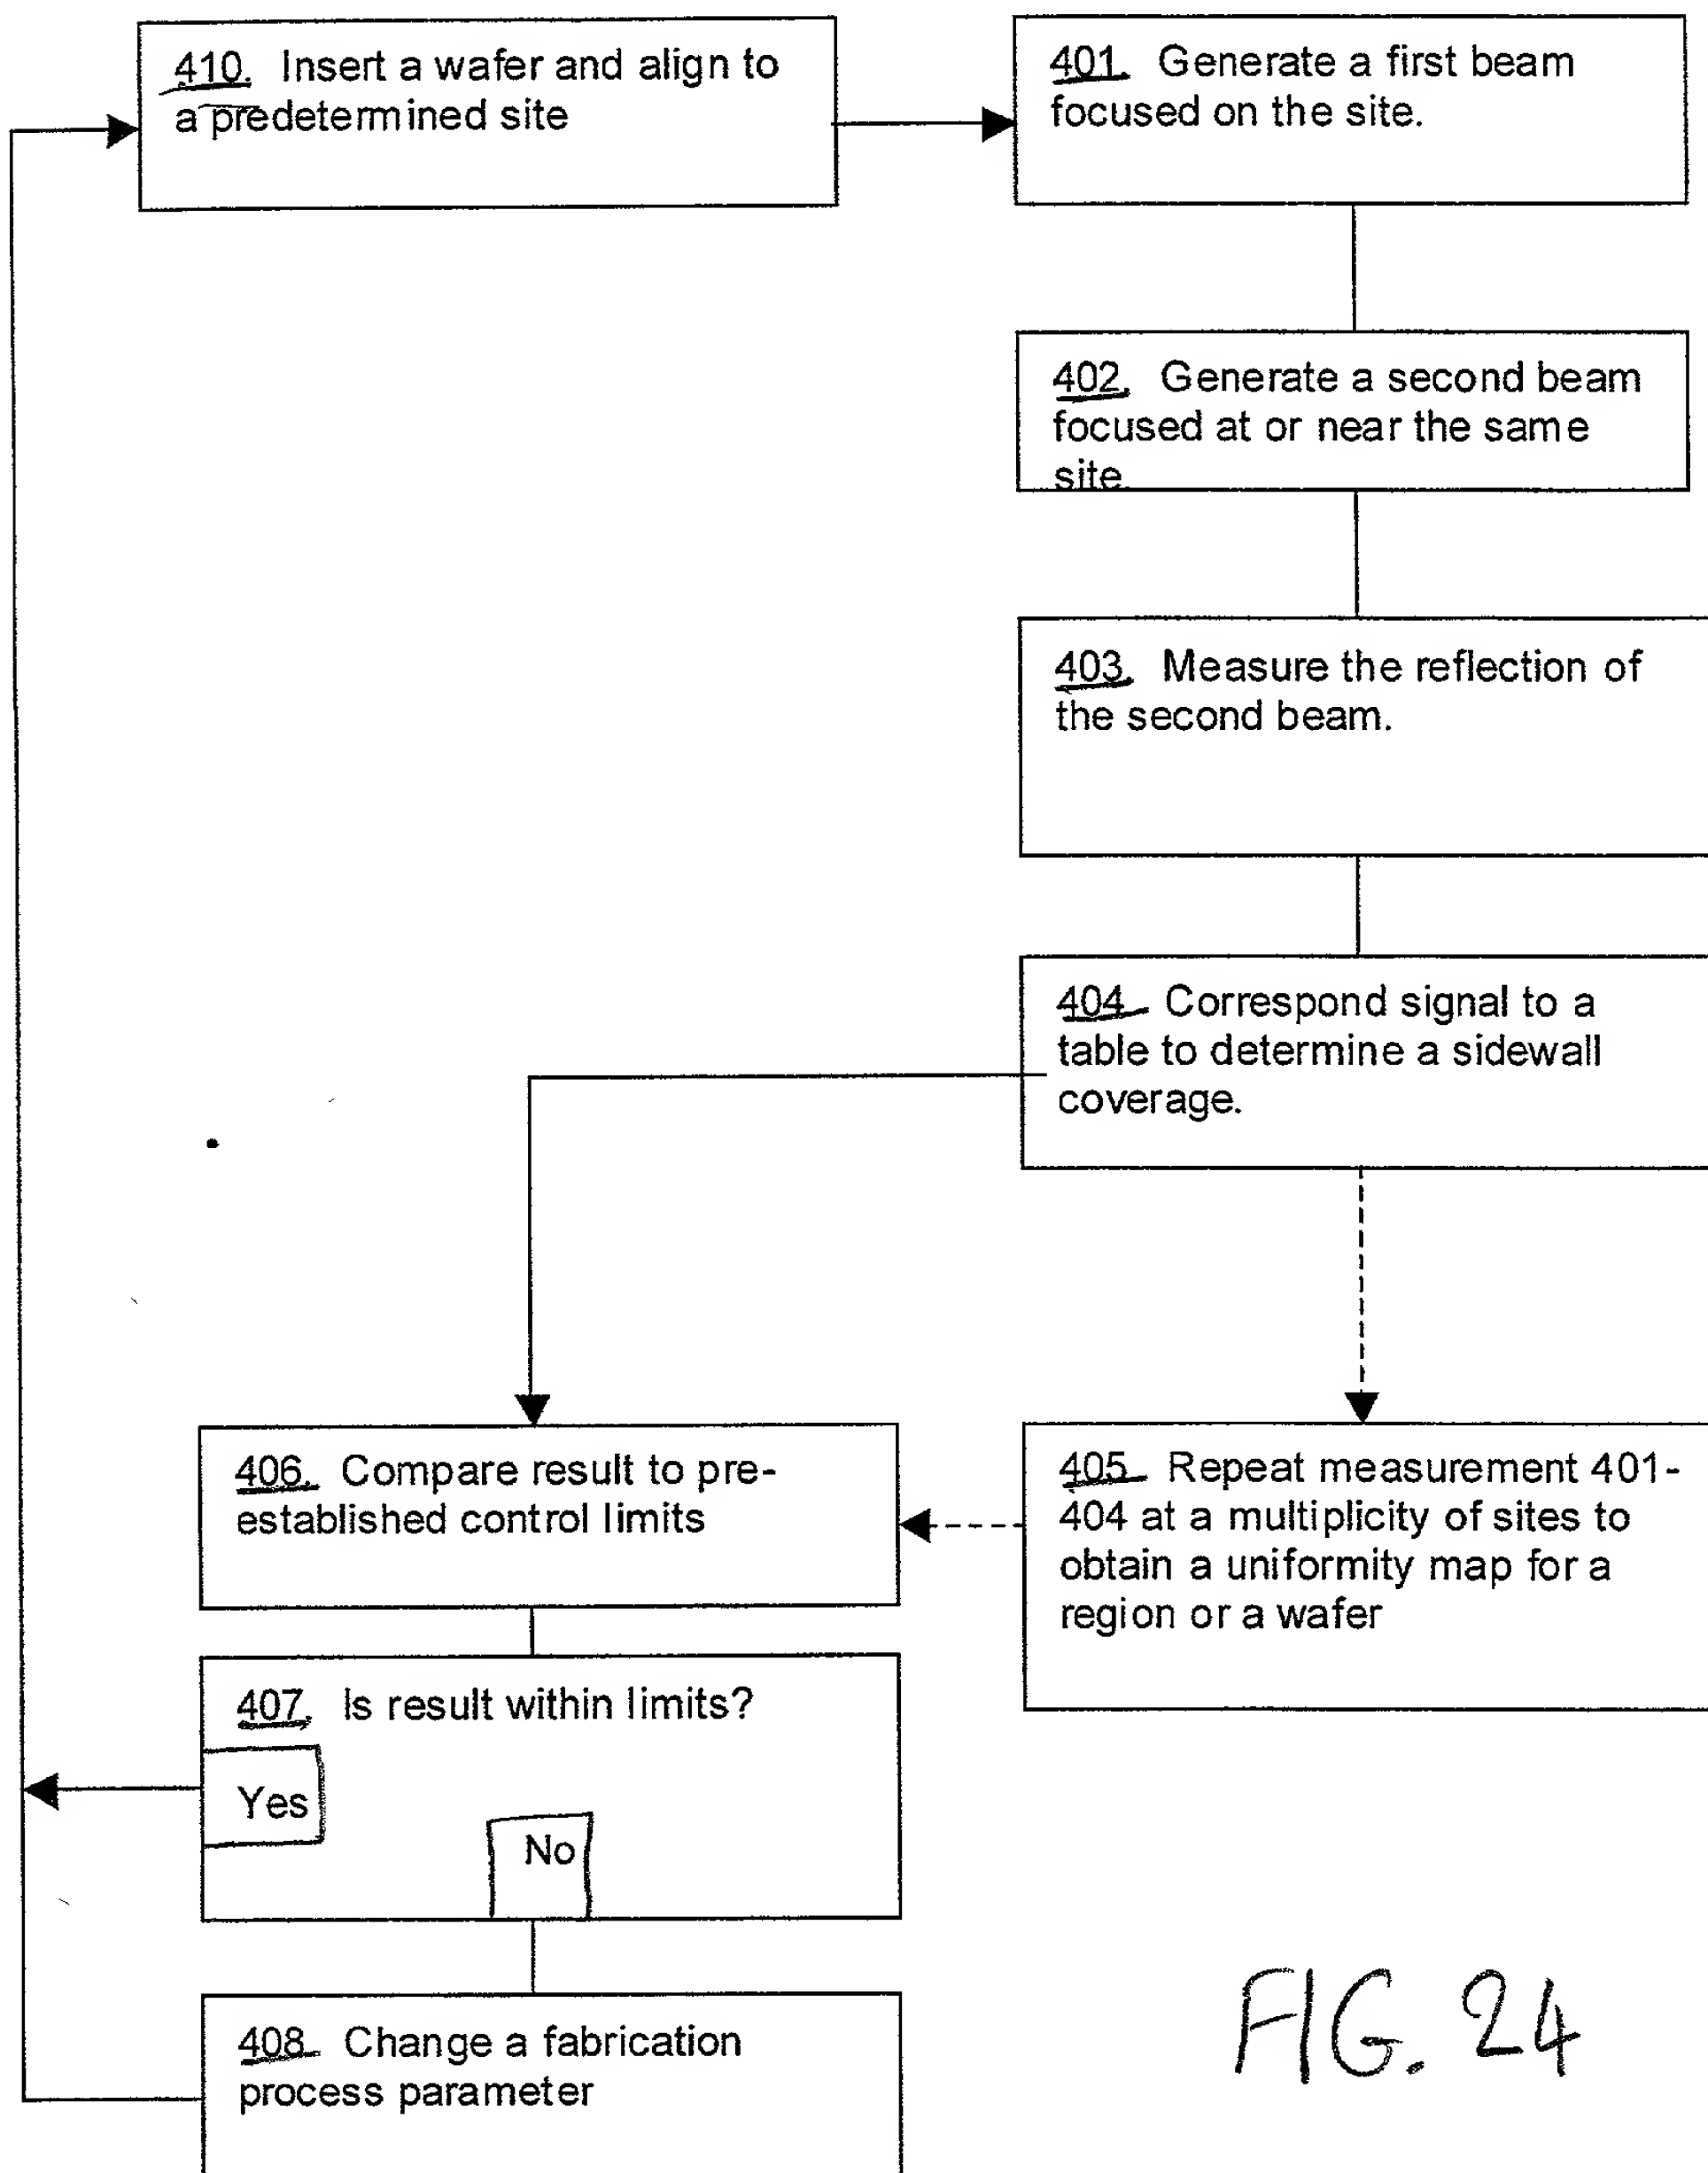 410. Insert a wafer and align to
a predetermined site
401. Generate a first beam
focused on the site.
402. Generate a second beam
focused at or near the same
site.
403. Measure the reflection of
the second beam.
404 Correspond signal to a
table to determine a sidewall
coverage.
406. Compare result to pre-
established control limits
405 Repeat measurement 401-
404 at a multiplicity of sites to
obtain a uniformity map for a
region or a wafer
407. Is result within limits?
Yes
No
408 Change a fabrication
process parameter
FIG. 24